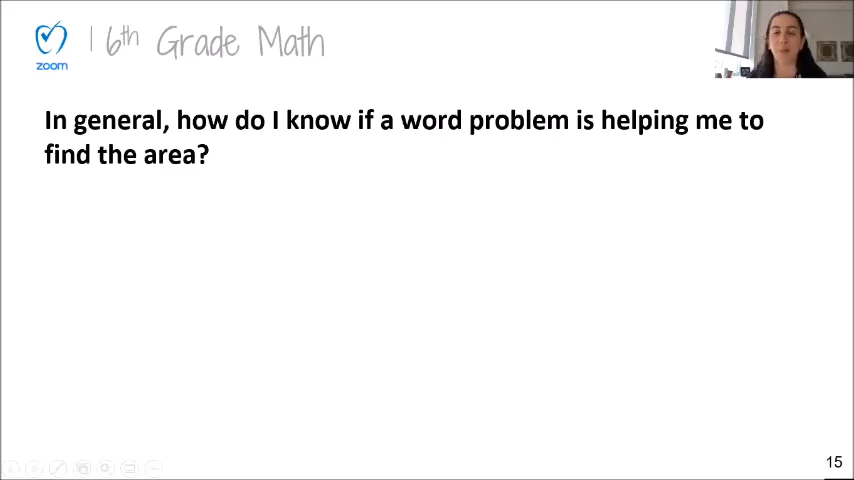 zoom
| 6th Grade Math
In general, how do I know if a word problem is helping me to
find the area?
15